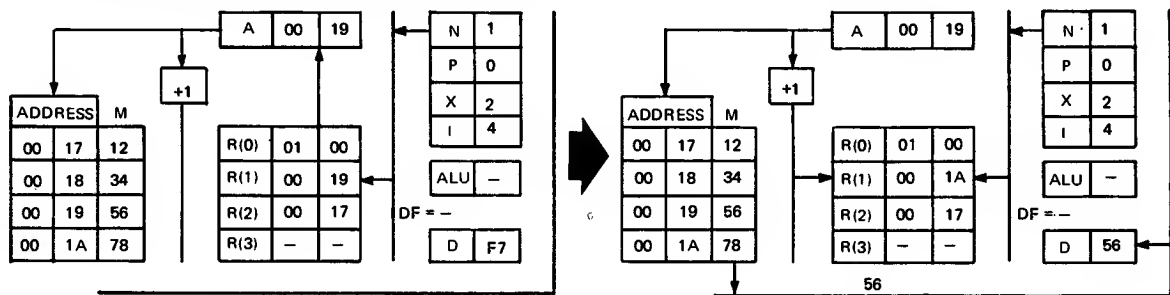 A 00 19
+1
ADDRESS M
00 17 12
00 18 34
00 19 56
00 1A 78
R(0) 01 00
R(1) 00 19
R(2) 00 17
R(3) – –
N 1
P 0
X 2
I 4
ALU –
DF = –
D F7
A 00 19
+1
ADDRESS M
00 17 12
00 18 34
00 19 56
00 1A 78
R(0) 01 00
R(1) 00 1A
R(2) 00 17
R(3) – –
N 1
P 0
X 2
I 4
ALU –
DF = –
D 56
56